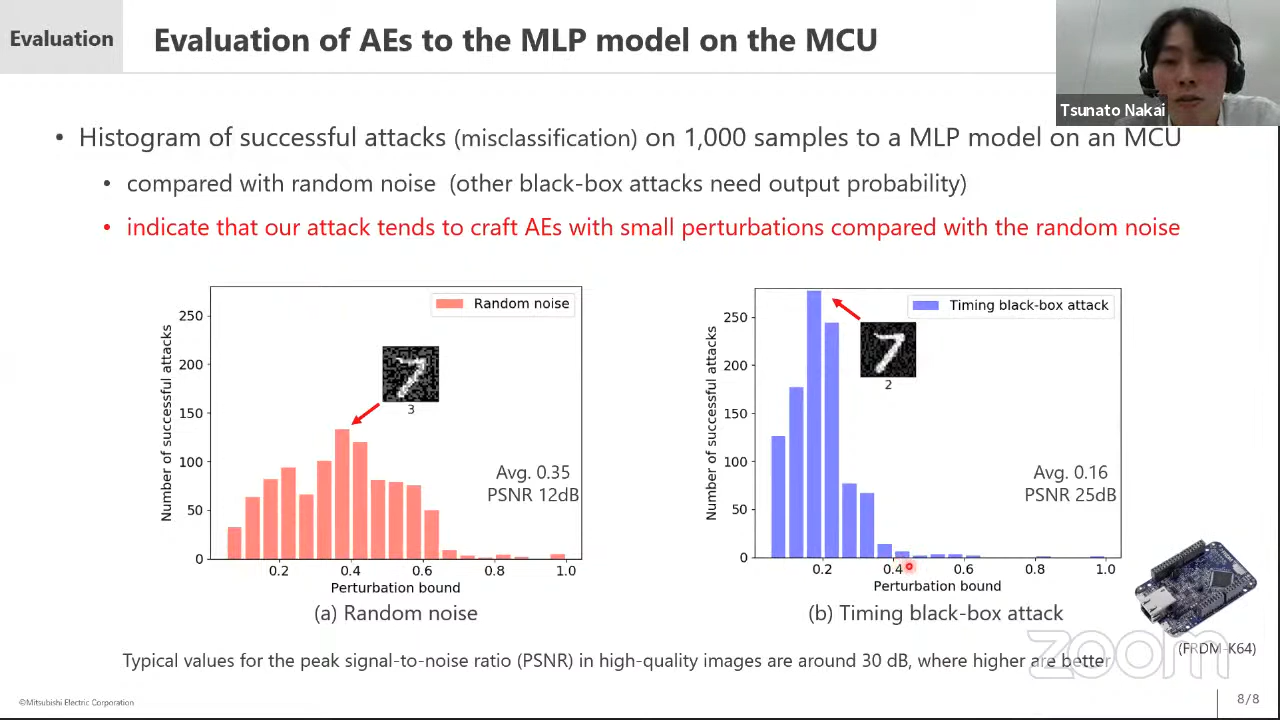 Evaluation
Evaluation of AEs to the MLP model on the MCU
Tsunato Nakai
• Histogram of successful attacks (misclassification) on 1,000 samples to a MLP model on an MCU
• compared with random noise (other black-box attacks need output probability)
• indicate that our attack tends to craft AEs with small perturbations compared with the random noise
Number of successful attacks
250
200
150
100
50
0
Random noise
3
Avg. 0.35
PSNR 12dB
0.2 0.4 0.6 0.8 1.0
Perturbation bound
(a) Random noise
Number of successful attacks
250
200
150
100
50
0
Timing black-box attack
2
Avg. 0.16
PSNR 25dB
0.2 0.4 0.6 0.8 1.0
Perturbation bound
(b) Timing black-box attack
(FRDM-K64)
zoom
Typical values for the peak signal-to-noise ratio (PSNR) in high-quality images are around 30 dB, where higher are better
©Mitsubishi Electric Corporation
8/8